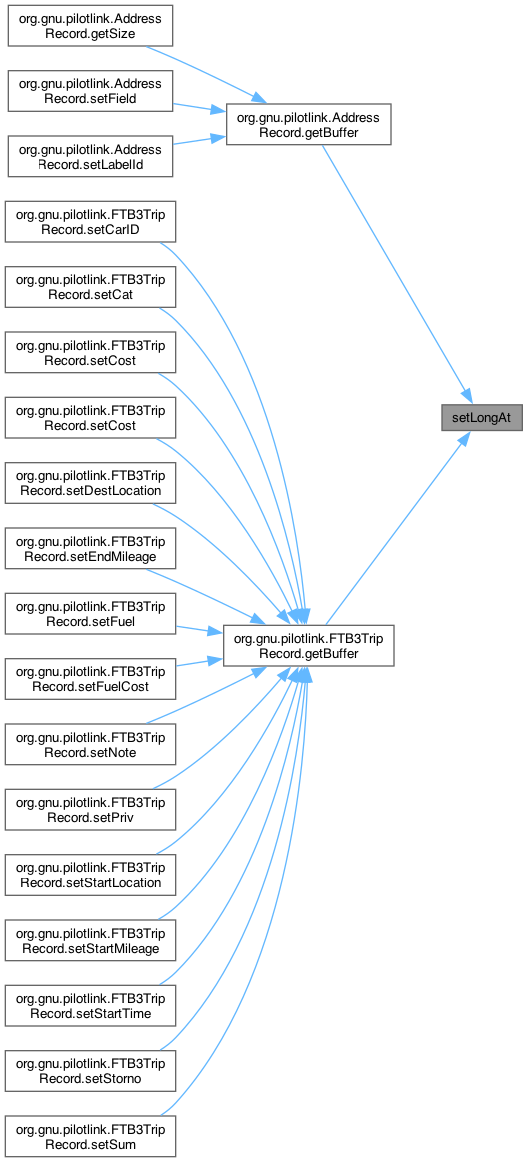 org.gnu.pilotlink.Address
Record.getSize
org.gnu.pilotlink.Address
Record.setField
org.gnu.pilotlink.Address
Record.getBuffer
org.gnu.pilotlink.Address
Record.setLabelId
org.gnu.pilotlink.FTB3Trip
Record.setCarID
org.gnu.pilotlink.FTB3Trip
Record.setCat
org.gnu.pilotlink.FTB3Trip
Record.setCost
org.gnu.pilotlink.FTB3Trip
Record.setCost
setLongAt
org.gnu.pilotlink.FTB3Trip
Record.setDestLocation
org.gnu.pilotlink.FTB3Trip
Record.setEndMileage
org.gnu.pilotlink.FTB3Trip
Record.setFuel
org.gnu.pilotlink.FTB3Trip
Record.getBuffer
org.gnu.pilotlink.FTB3Trip
Record.setFuelCost
org.gnu.pilotlink.FTB3Trip
Record.setNote
org.gnu.pilotlink.FTB3Trip
Record.setPriv
org.gnu.pilotlink.FTB3Trip
Record.setStartLocation
org.gnu.pilotlink.FTB3Trip
Record.setStartMileage
org.gnu.pilotlink.FTB3Trip
Record.setStartTime
org.gnu.pilotlink.FTB3Trip
Record.setStorno
org.gnu.pilotlink.FTB3Trip
Record.setSum